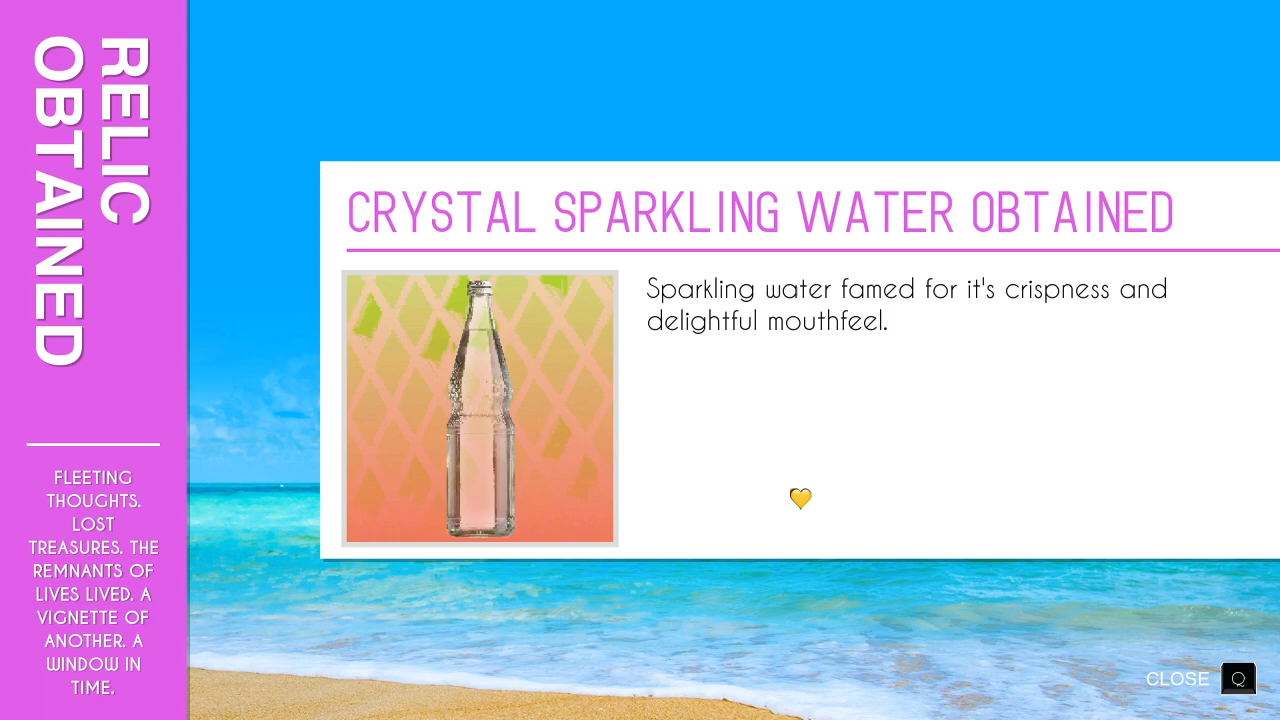 RELIC
OBTAINED
FLEETING
THOUGHTS.
LOST
TREASURES. THE
REMNANTS OF
LIVES LIVED. A
VIGNETTE OF
ANOTHER. A
WINDOW IN
TIME.
CRYSTAL SPARKLING WATER OBTAINED
Sparkling water famed for it's crispness and
delightful mouthfeel.
CLOSE Q